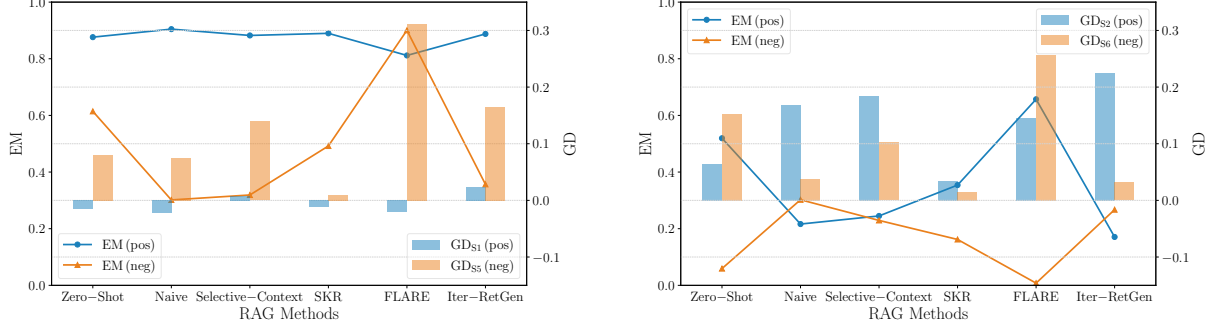 1.0
0.8
0.6
0.4
0.2
0.0
EM
0.3
0.2
0.1
0.0
−0.1
GD
EM (pos)
EM (neg)
GD_S1 (pos)
GD_S5 (neg)
Zero−Shot Naive Selective−Context SKR FLARE Iter−RetGen
RAG Methods
1.0
0.8
0.6
0.4
0.2
0.0
EM
0.3
0.2
0.1
0.0
−0.1
GD
EM (pos)
EM (neg)
GD_S2 (pos)
GD_S6 (neg)
Zero−Shot Naive Selective−Context SKR FLARE Iter−RetGen
RAG Methods